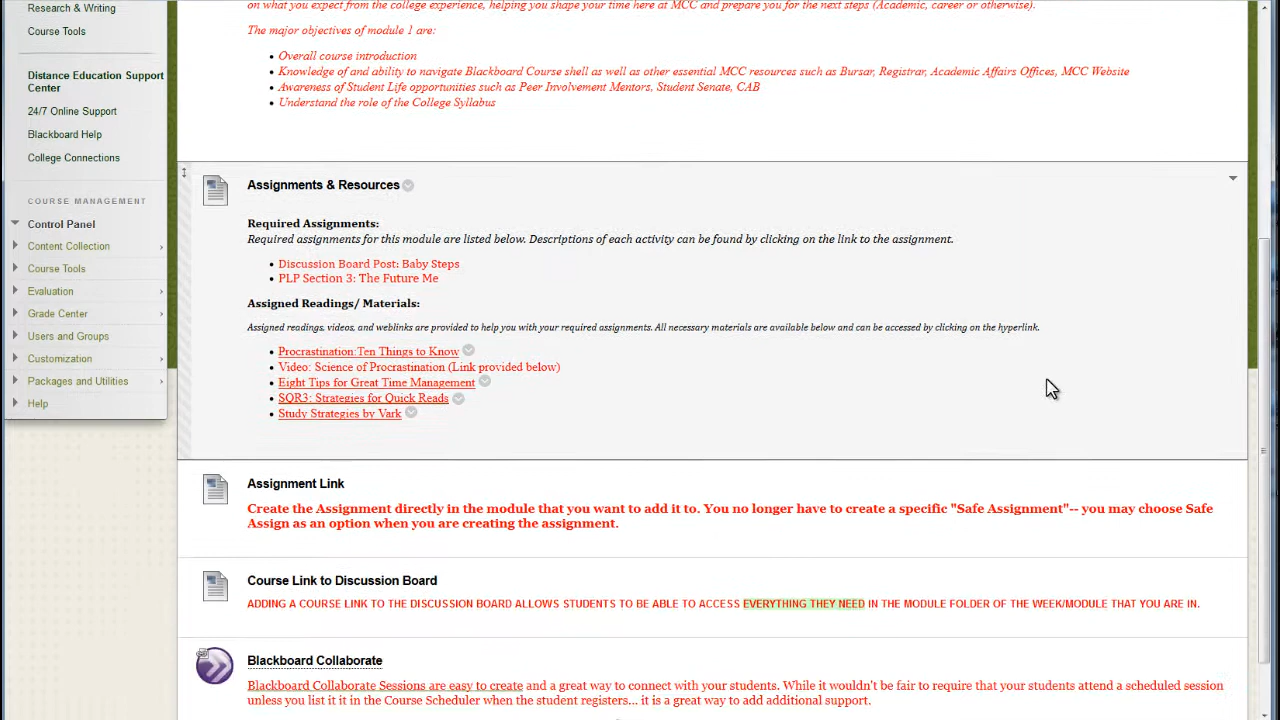 Research & Writing
Course Tools
Distance Education Support
Center
24/7 Online Support
Blackboard Help
College Connections
COURSE MANAGEMENT
Control Panel
Content Collection
Course Tools
Evaluation
Grade Center
Users and Groups
Customization
Packages and Utilities
Help
on what you expect from the college experience, helping you shape your time here at MCC and prepare you for the next steps (Academic, career or otherwise).
The major objectives of module 1 are:
• Overall course introduction
• Knowledge of and ability to navigate Blackboard Course shell as well as other essential MCC resources such as Bursar, Registrar, Academic Affairs Offices, MCC Website
• Awareness of Student Life opportunities such as Peer Involvement Mentors, Student Senate, CAB
• Understand the role of the College Syllabus
Assignments & Resources
Required Assignments:
Required assignments for this module are listed below. Descriptions of each activity can be found by clicking on the link to the assignment.
• Discussion Board Post: Baby Steps
• PLP Section 3: The Future Me
Assigned Readings/ Materials:
Assigned readings, videos, and weblinks are provided to help you with your required assignments. All necessary materials are available below and can be accessed by clicking on the hyperlink.
• Procrastination:Ten Things to Know
• Video: Science of Procrastination (Link provided below)
• Eight Tips for Great Time Management
• SQR3: Strategies for Quick Reads
• Study Strategies by Vark
Assignment Link
Create the Assignment directly in the module that you want to add it to. You no longer have to create a specific "Safe Assignment"-- you may choose Safe
Assign as an option when you are creating the assignment.
Course Link to Discussion Board
ADDING A COURSE LINK TO THE DISCUSSION BOARD ALLOWS STUDENTS TO BE ABLE TO ACCESS EVERYTHING THEY NEED IN THE MODULE FOLDER OF THE WEEK/MODULE THAT YOU ARE IN.
Blackboard Collaborate
Blackboard Collaborate Sessions are easy to create and a great way to connect with your students. While it wouldn't be fair to require that your students attend a scheduled session
unless you list it it in the Course Scheduler when the student registers... it is a great way to add additional support.